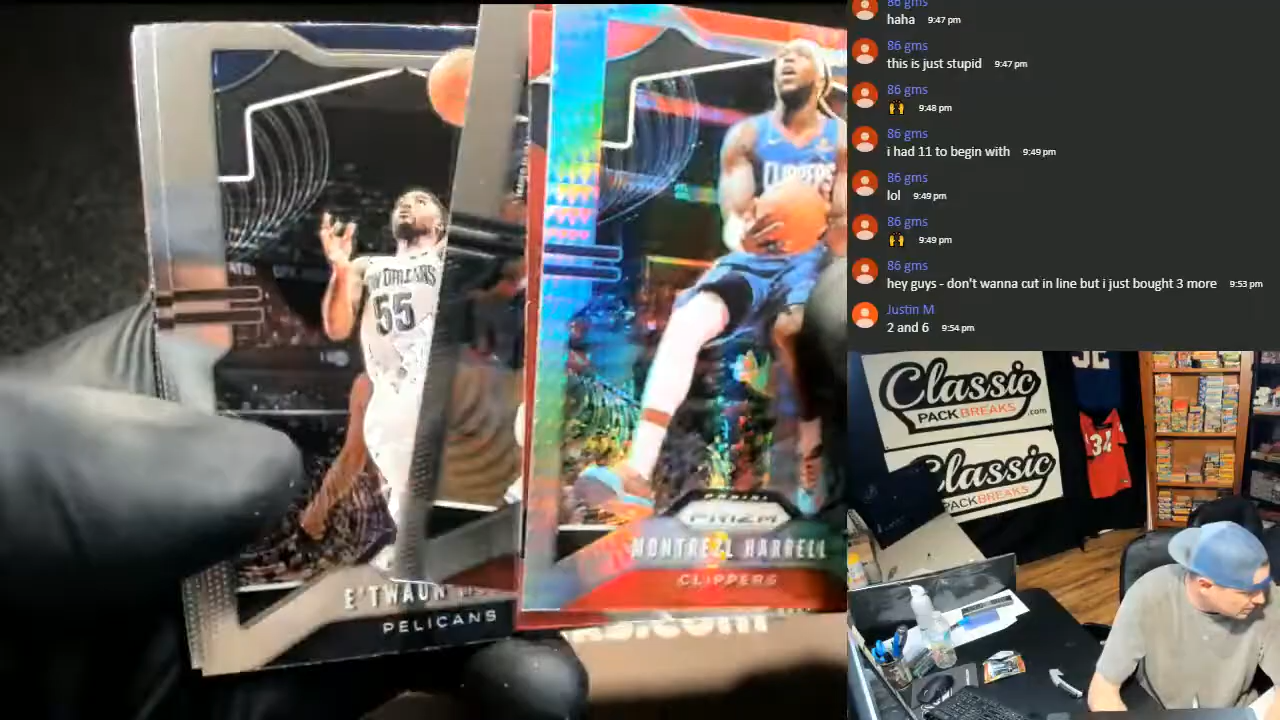 86 gms
haha 9:47 pm
86 gms
this is just stupid 9:47 pm
86 gms
9:48 pm
86 gms
i had 11 to begin with 9:49 pm
86 gms
lol 9:49 pm
86 gms
9:49 pm
86 gms
hey guys - don't wanna cut in line but i just bought 3 more 9:53 pm
Justin M
2 and 6 9:54 pm
NEW ORLEANS
55
E'TWAUN
PELICANS
CLIPPERS
PANINI
PRIZM
MONTREZL HARRELL
CLIPPERS
Classic
PACKBREAKS.com
Classic
PACKBREAKS
34